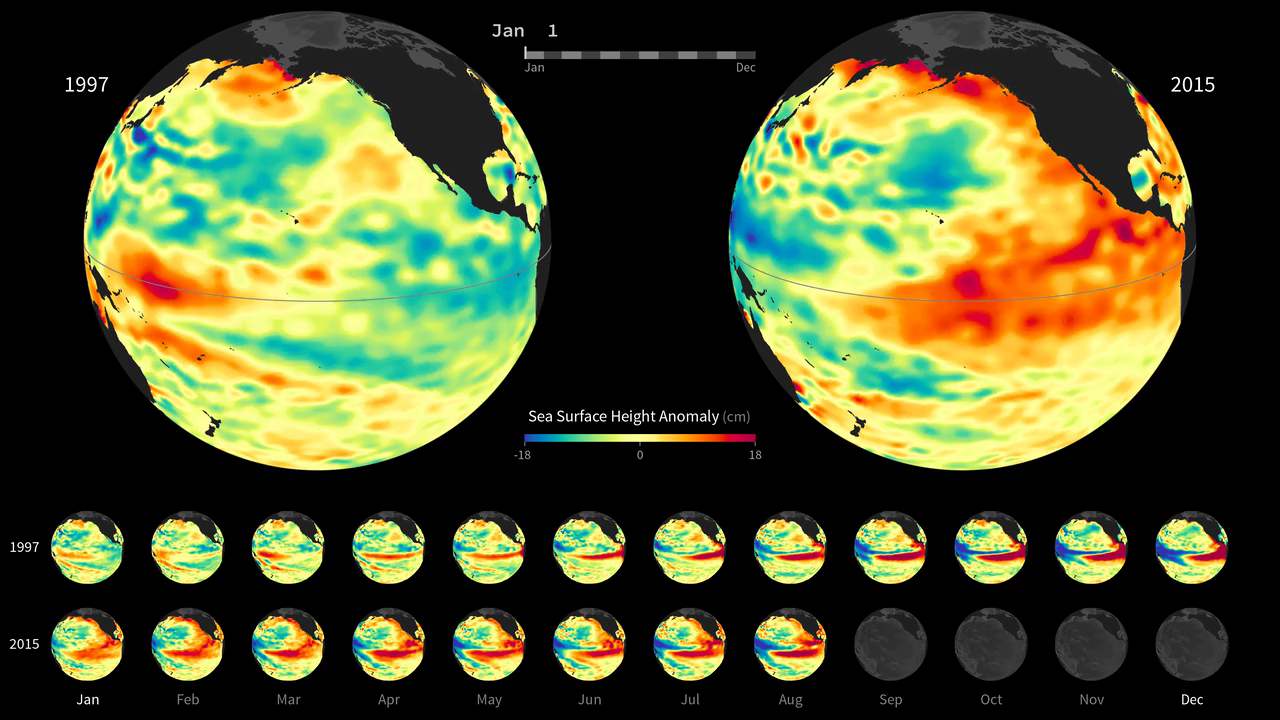 Jan 1
Jan Dec
1997
2015
Sea Surface Height Anomaly (cm)
-18 0 18
1997
2015
Jan Feb Mar Apr May Jun Jul Aug Sep Oct Nov Dec